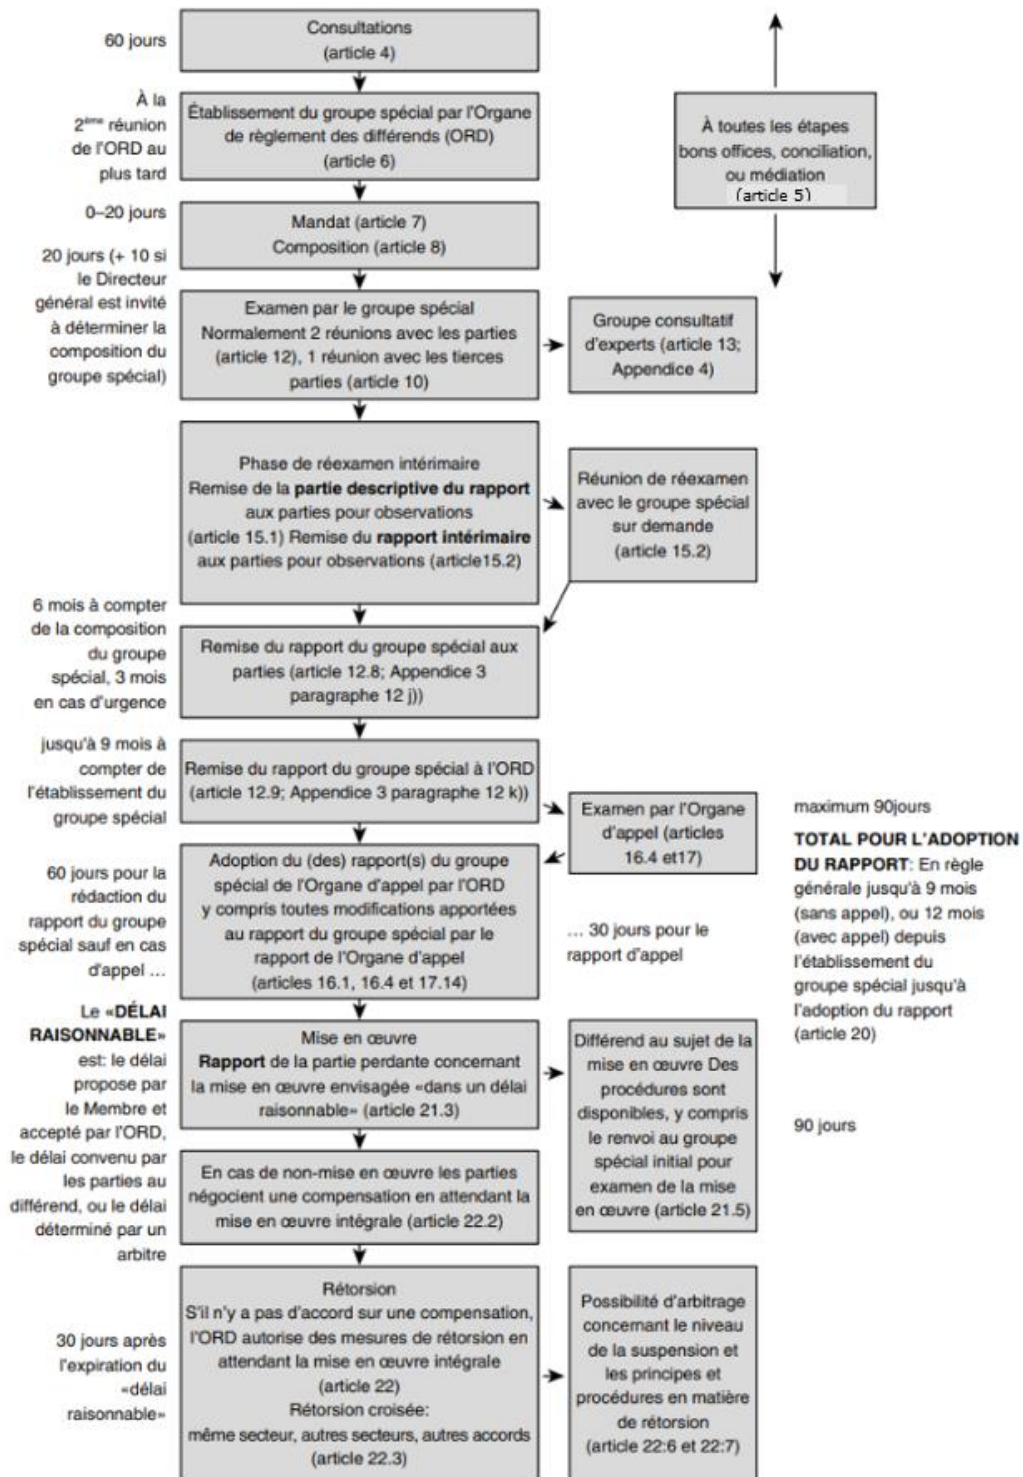 60 jours
Consultations
(article 4)
À la
2ème réunion
de l'ORD au
plus tard
Établissement du groupe spécial par l'Organe
de règlement des différends (ORD)
(article 6)
À toutes les étapes
bons offices, conciliation,
ou médiation
(article 5)
0–20 jours
Mandat (article 7)
Composition (article 8)
20 jours (+ 10 si
le Directeur
général est invité
à déterminer la
composition du
groupe spécial)
Examen par le groupe spécial
Normalement 2 réunions avec les parties
(article 12), 1 réunion avec les tierces
parties (article 10)
Groupe consultatif
d'experts (article 13;
Appendice 4)
Phase de réexamen intérimaire
Remise de la partie descriptive du rapport
aux parties pour observations
(article 15.1) Remise du rapport intérimaire
aux parties pour observations (article15.2)
Réunion de réexamen
avec le groupe spécial
sur demande
(article 15.2)
6 mois à compter
de la composition
du groupe
spécial, 3 mois
en cas d'urgence
Remise du rapport du groupe spécial aux
parties (article 12.8; Appendice 3
paragraphe 12 j))
jusqu'à 9 mois à
compter de
l'établissement du
groupe spécial
Remise du rapport du groupe spécial à l'ORD
(article 12.9; Appendice 3 paragraphe 12 k))
Examen par l'Organe
d'appel (articles
16.4 et17)
maximum 90jours
TOTAL POUR L'ADOPTION
DU RAPPORT: En règle
générale jusqu'à 9 mois
(sans appel), ou 12 mois
(avec appel) depuis
l'établissement du
groupe spécial jusqu'à
l'adoption du rapport
(article 20)
60 jours pour la
rédaction du
rapport du groupe
spécial sauf en cas
d'appel …
Adoption du (des) rapport(s) du groupe
spécial de l'Organe d'appel par l'ORD
y compris toutes modifications apportées
au rapport du groupe spécial par le
rapport de l'Organe d'appel
(articles 16.1, 16.4 et 17.14)
… 30 jours pour le
rapport d'appel
Le «DÉLAI
RAISONNABLE»
est: le délai
propose par
le Membre et
accepté par l'ORD,
le délai convenu par
les parties au
différend, ou le délai
déterminé par un
arbitre
Mise en œuvre
Rapport de la partie perdante concernant
la mise en œuvre envisagée «dans un délai
raisonnable» (article 21.3)
Différend au sujet de la
mise en œuvre Des
procédures sont
disponibles, y compris
le renvoi au groupe
spécial initial pour
examen de la mise
en œuvre (article 21.5)
90 jours
En cas de non-mise en œuvre les parties
négocient une compensation en attendant la
mise en œuvre intégrale (article 22.2)
30 jours après
l'expiration du
«délai
raisonnable»
Rétorsion
S'il n'y a pas d'accord sur une compensation,
l'ORD autorise des mesures de rétorsion en
attendant la mise en œuvre intégrale
(article 22)
Rétorsion croisée:
même secteur, autres secteurs, autres accords
(article 22.3)
Possibilité d'arbitrage
concernant le niveau
de la suspension et
les principes et
procédures en matière
de rétorsion
(article 22:6 et 22:7)